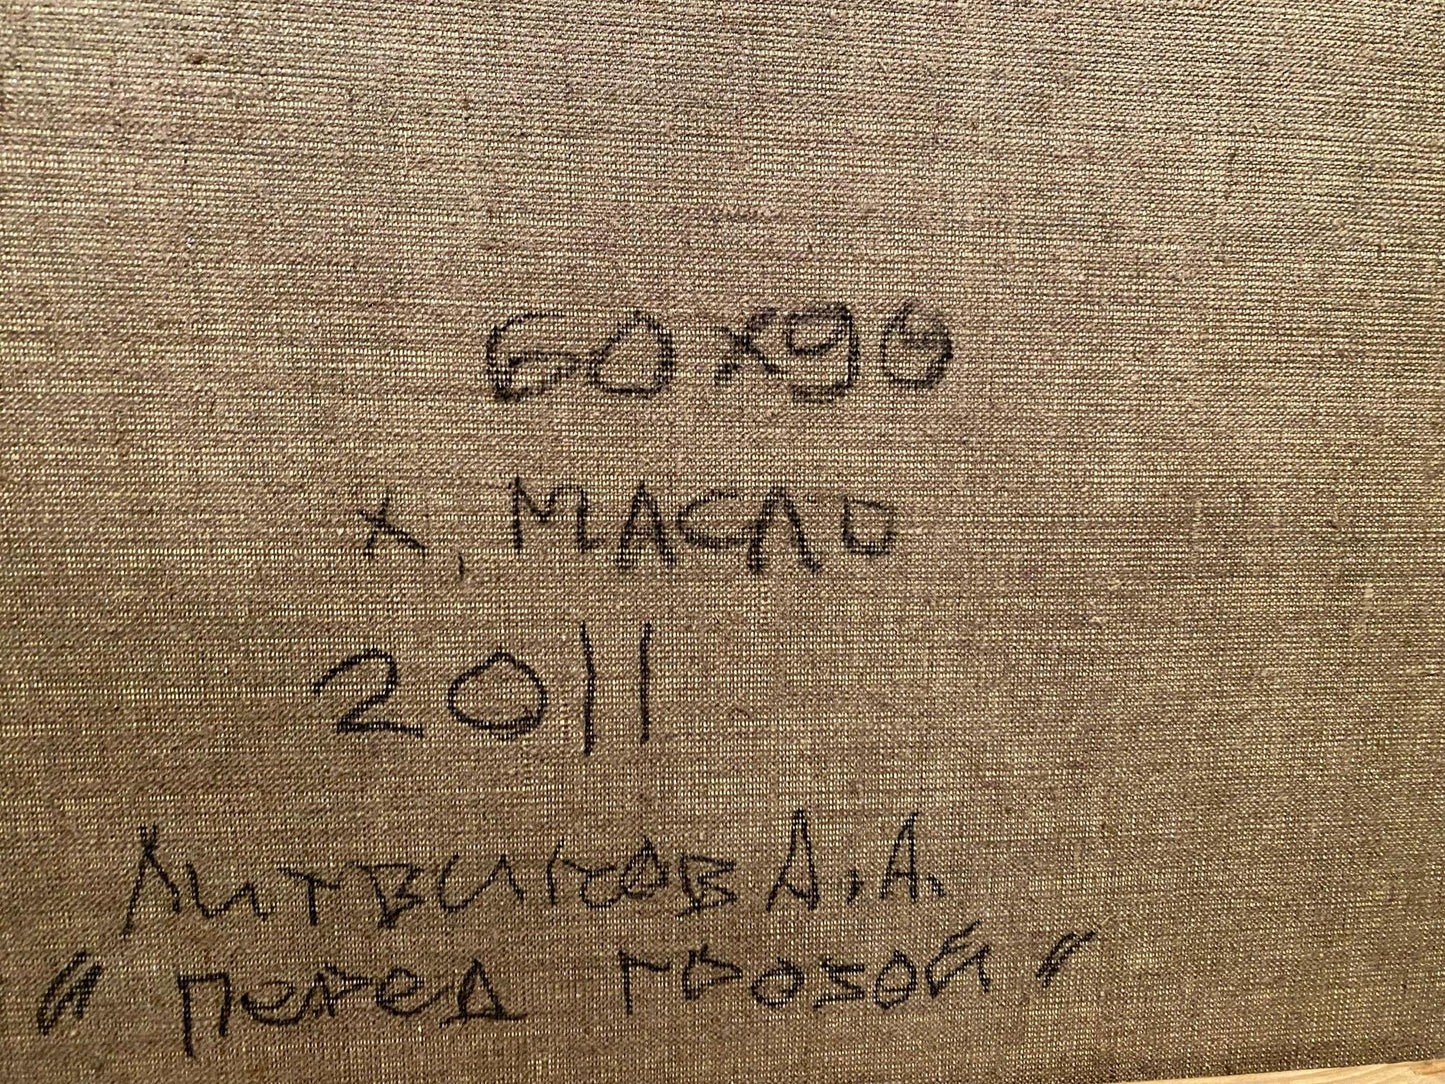 60x90
х, масло
2011
Литвинов А.А.
"Перед грозой"